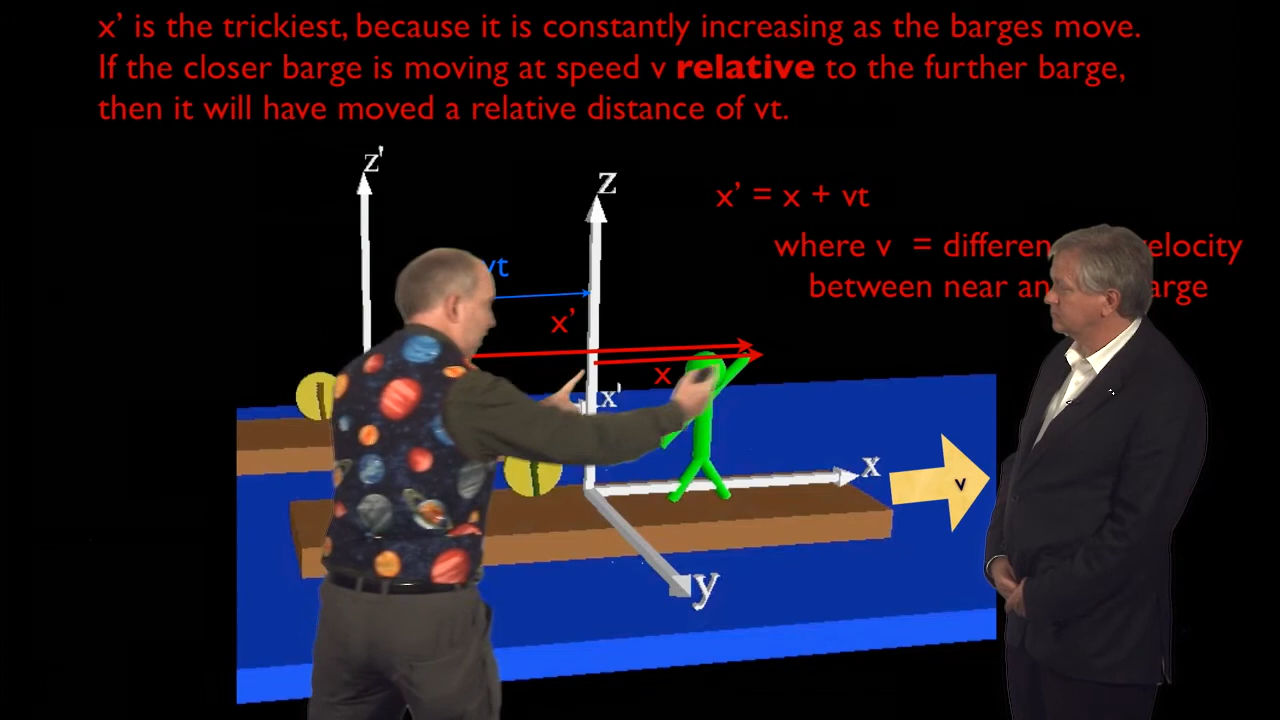 x’ is the trickiest, because it is constantly increasing as the barges move.
If the closer barge is moving at speed v relative to the further barge,
then it will have moved a relative distance of vt.
z'
z
x’ = x + vt
where v = differen elocity
between near an arge
vt
x’
x
x'
x
v
y